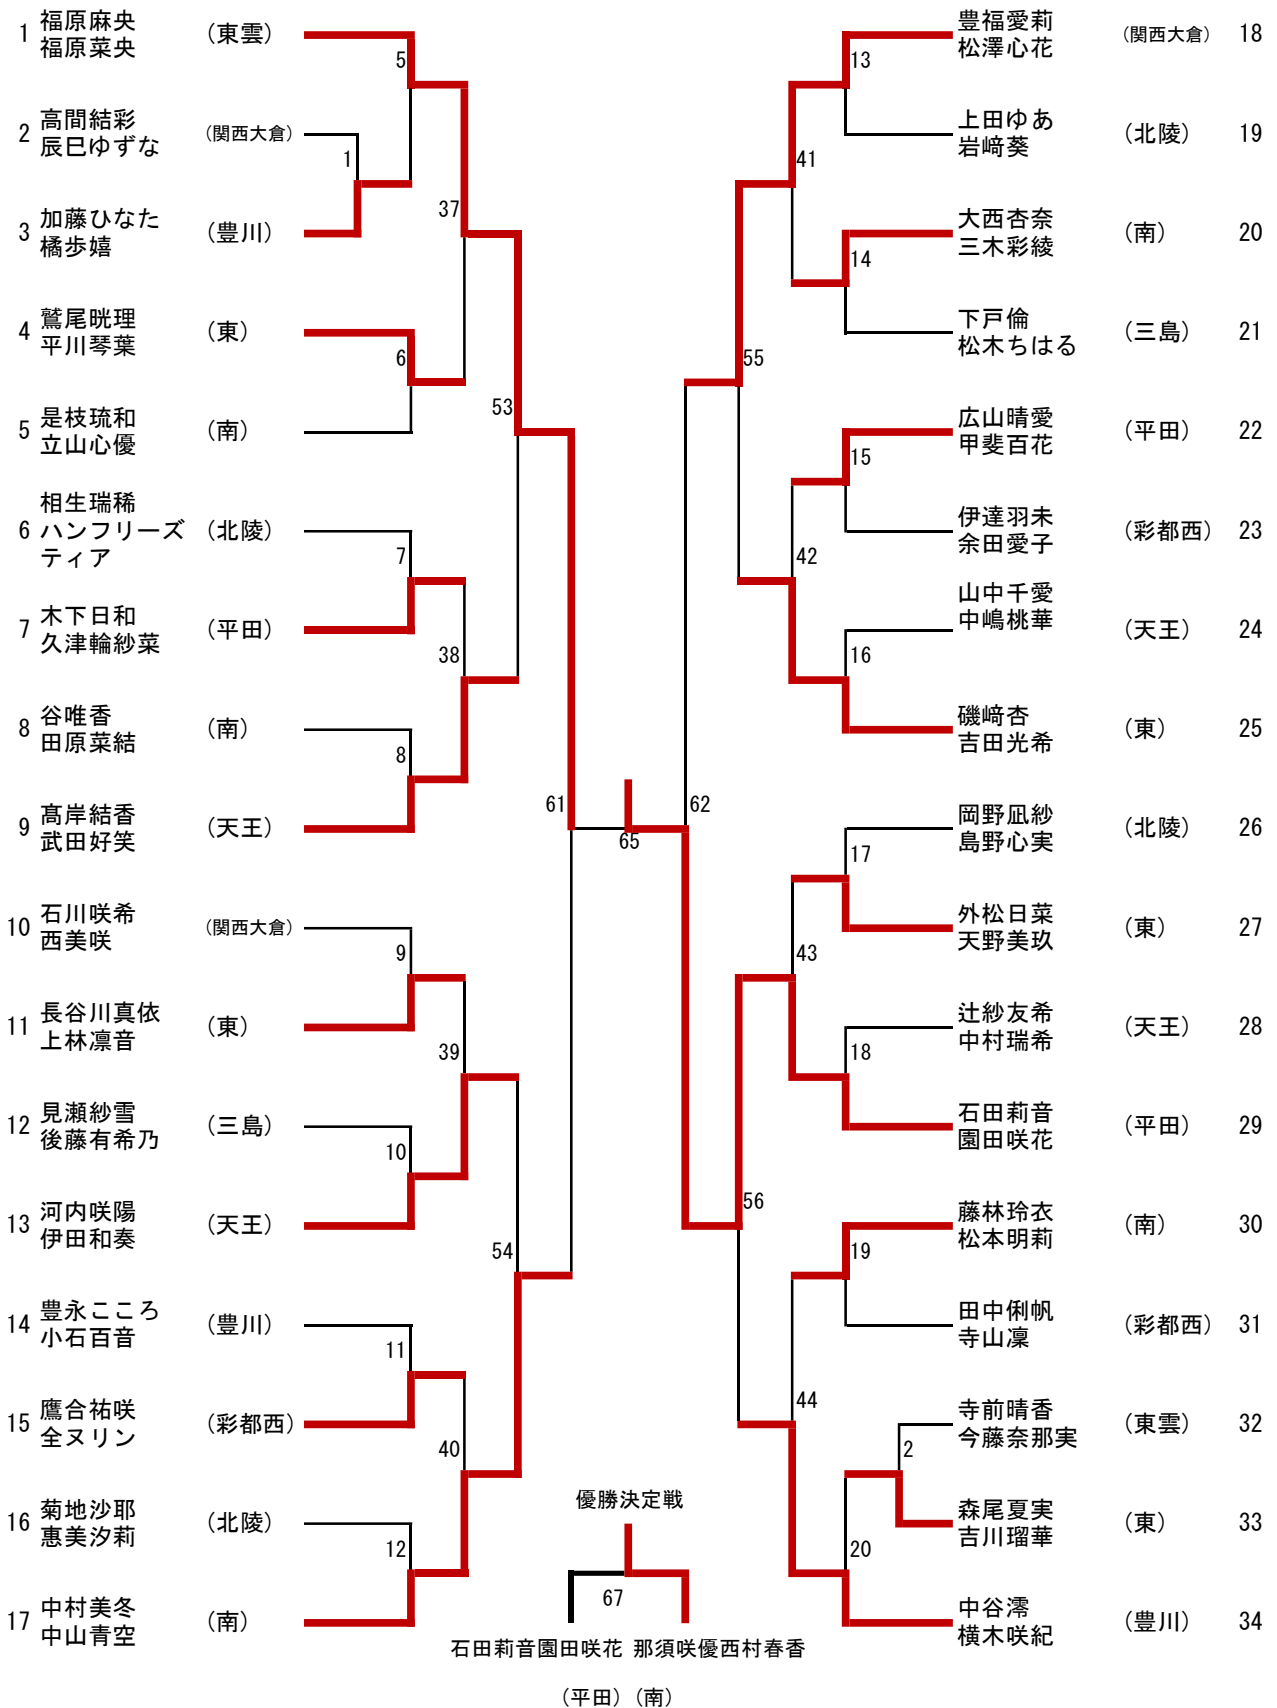 1 福原麻央 (東雲)
福原菜央
5
2 高間結彩 (関西大倉)
辰巳ゆずな
1
3 加藤ひなた (豊川)
橘歩嬉
37
4 鷲尾晄理 (東)
平川琴葉
6
5 是枝琉和 (南)
立山心優
53
6 相生瑞稀 (北陵)
ハンフリーズ
ティア
7
7 木下日和 (平田)
久津輪紗菜
38
8 谷唯香 (南)
田原菜結
8
9 髙岸結香 (天王)
武田好笑
61
10 石川咲希 (関西大倉)
西美咲
9
11 長谷川真依 (東)
上林凛音
39
12 見瀬紗雪 (三島)
後藤有希乃
10
13 河内咲陽 (天王)
伊田和奏
54
14 豊永こころ (豊川)
小石百音
11
15 鷹合祐咲 (彩都西)
全ヌリン
40
16 菊地沙耶 (北陵)
惠美汐莉
12
17 中村美冬 (南)
中山青空
65
豊福愛莉 (関西大倉) 18
松澤心花
13
上田ゆあ (北陵) 19
岩﨑葵
41
大西杏奈 (南) 20
三木彩綾
14
下戸倫 (三島) 21
松木ちはる
55
広山晴愛 (平田) 22
甲斐百花
15
伊達羽未 (彩都西) 23
余田愛子
42
山中千愛 (天王) 24
中嶋桃華
16
磯﨑杏 (東) 25
吉田光希
62
岡野凪紗 (北陵) 26
島野心実
17
外松日菜 (東) 27
天野美玖
43
辻紗友希 (天王) 28
中村瑞希
18
石田莉音 (平田) 29
園田咲花
56
藤林玲衣 (南) 30
松本明莉
19
田中俐帆 (彩都西) 31
寺山凜
44
寺前晴香 (東雲) 32
今藤奈那実
2
森尾夏実 (東) 33
吉川瑠華
20
中谷澪 (豊川) 34
横木咲紀
優勝決定戦
67
石田莉音園田咲花 那須咲優西村春香
(平田) (南)